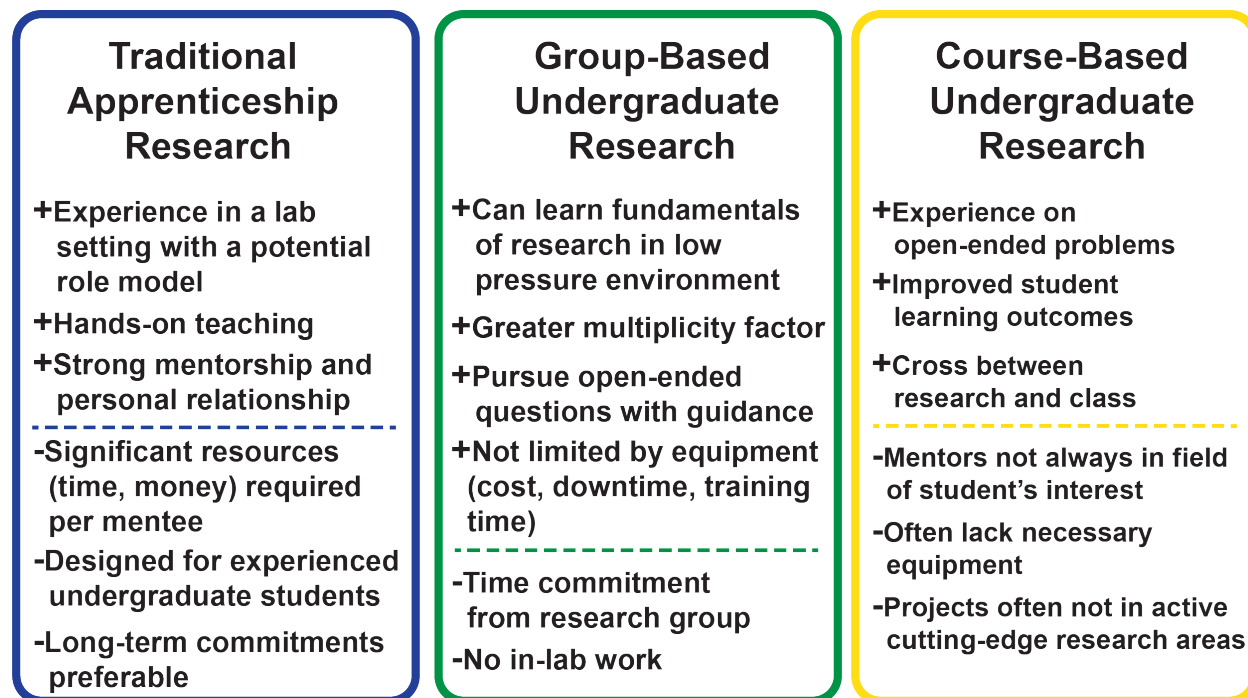 Traditional
Apprenticeship
Research
+Experience in a lab
setting with a potential
role model
+Hands-on teaching
+Strong mentorship and
personal relationship
-Significant resources
(time, money) required
per mentee
-Designed for experienced
undergraduate students
-Long-term commitments
preferable
Group-Based
Undergraduate
Research
+Can learn fundamentals
of research in low
pressure environment
+Greater multiplicity factor
+Pursue open-ended
questions with guidance
+Not limited by equipment
(cost, downtime, training
time)
-Time commitment
from research group
-No in-lab work
Course-Based
Undergraduate
Research
+Experience on
open-ended problems
+Improved student
learning outcomes
+Cross between
research and class
-Mentors not always in field
of student's interest
-Often lack necessary
equipment
-Projects often not in active
cutting-edge research areas